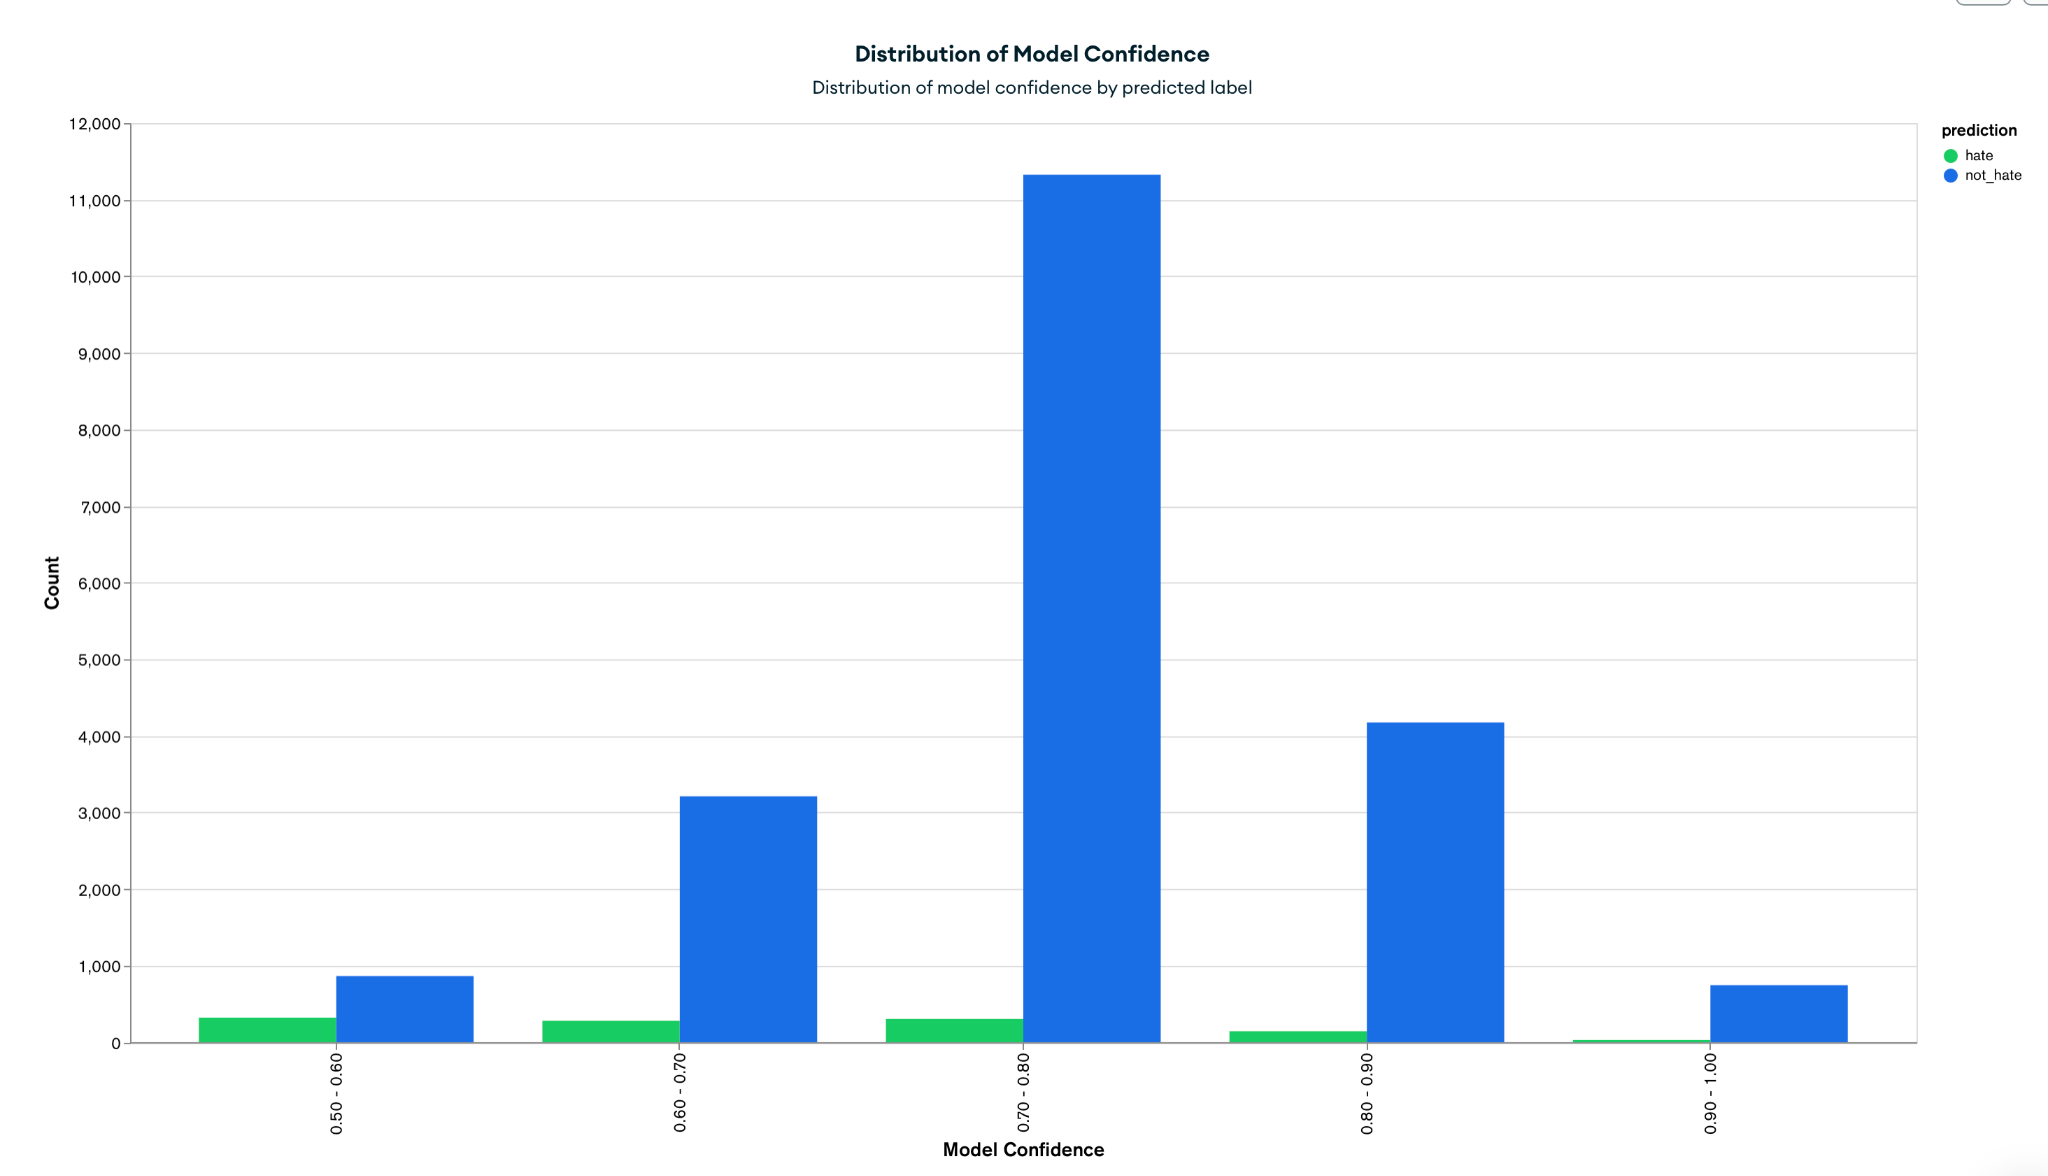 Distribution of Model Confidence
Distribution of model confidence by predicted label
prediction
hate
not_hate
12,000
11,000
10,000
9,000
8,000
7,000
6,000
5,000
4,000
3,000
2,000
1,000
0
Count
0.50 - 0.60
0.60 - 0.70
0.70 - 0.80
0.80 - 0.90
0.90 - 1.00
Model Confidence